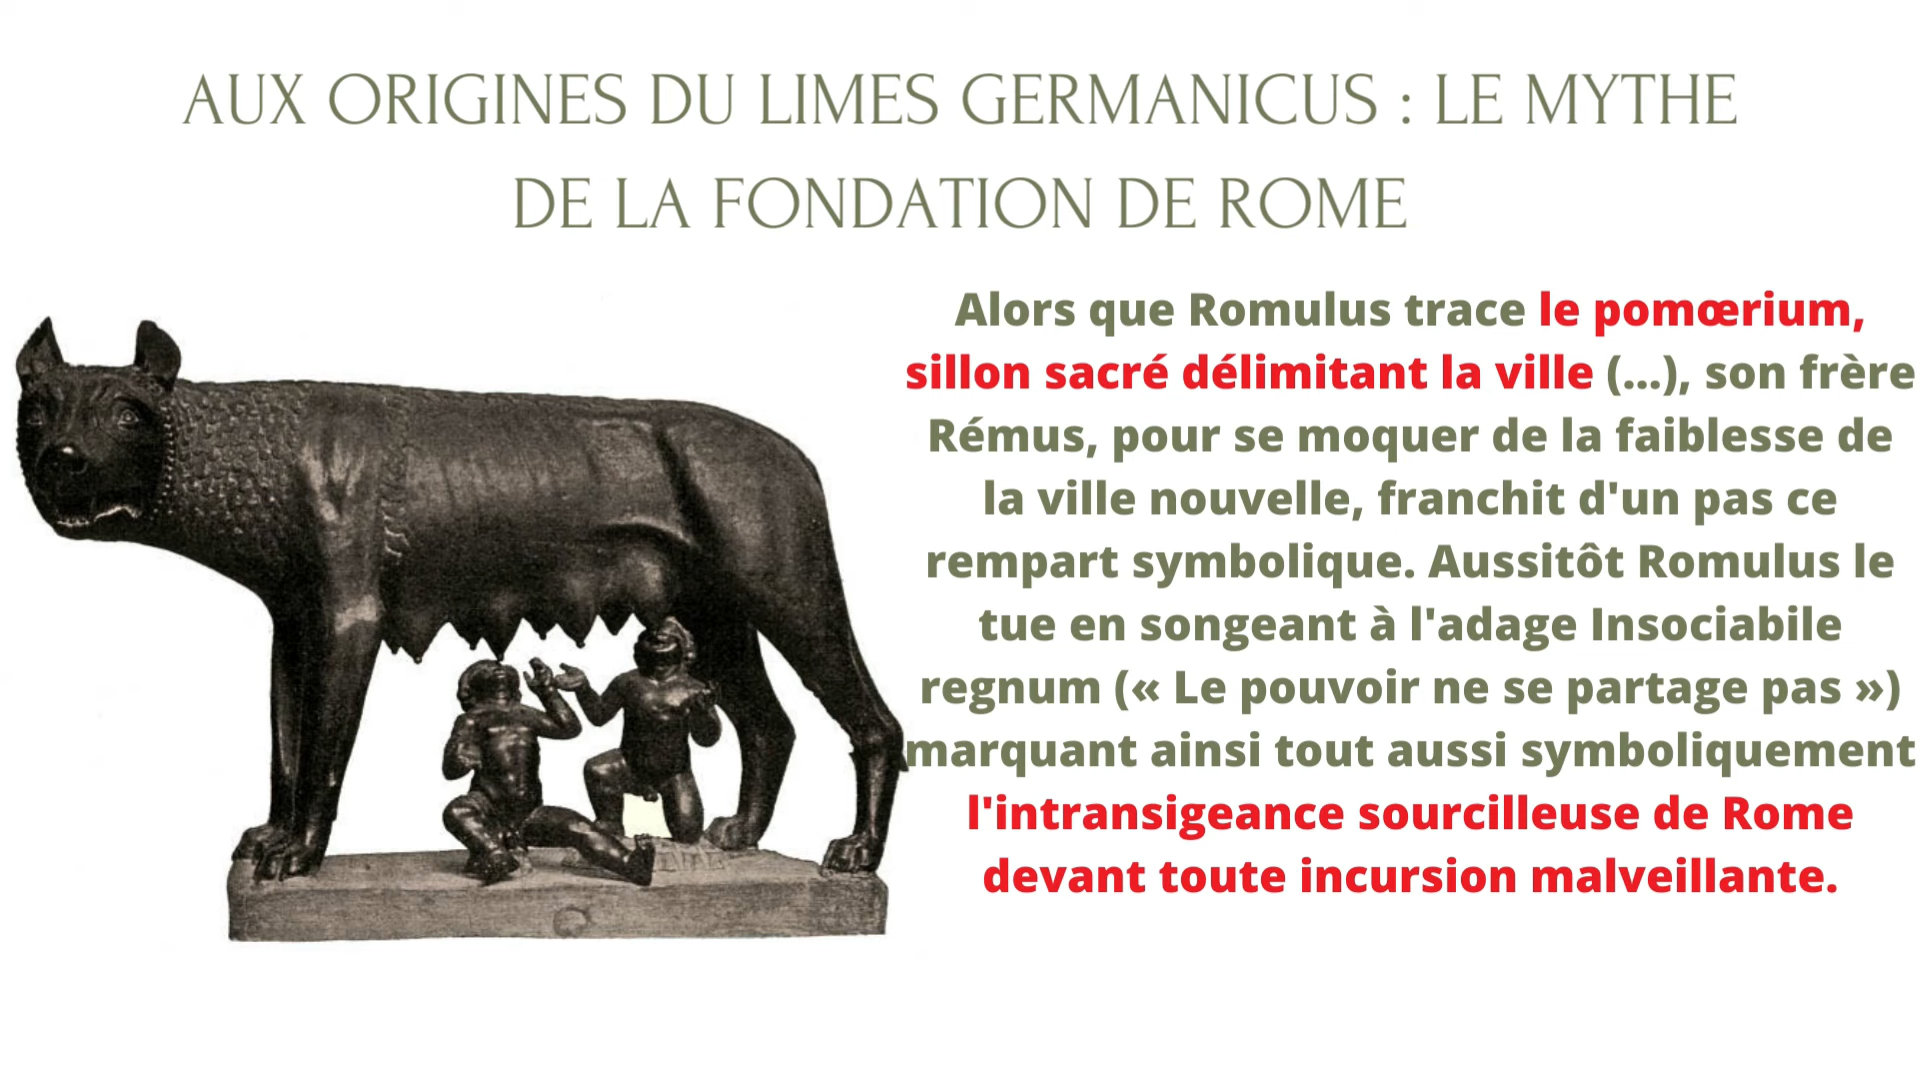 AUX ORIGINES DU LIMES GERMANICUS : LE MYTHE
DE LA FONDATION DE ROME
Alors que Romulus trace le pomœrium,
sillon sacré délimitant la ville (...), son frère
Rémus, pour se moquer de la faiblesse de
la ville nouvelle, franchit d'un pas ce
rempart symbolique. Aussitôt Romulus le
tue en songeant à l'adage Insociabile
regnum (« Le pouvoir ne se partage pas »)
marquant ainsi tout aussi symboliquement
l'intransigeance sourcilleuse de Rome
devant toute incursion malveillante.